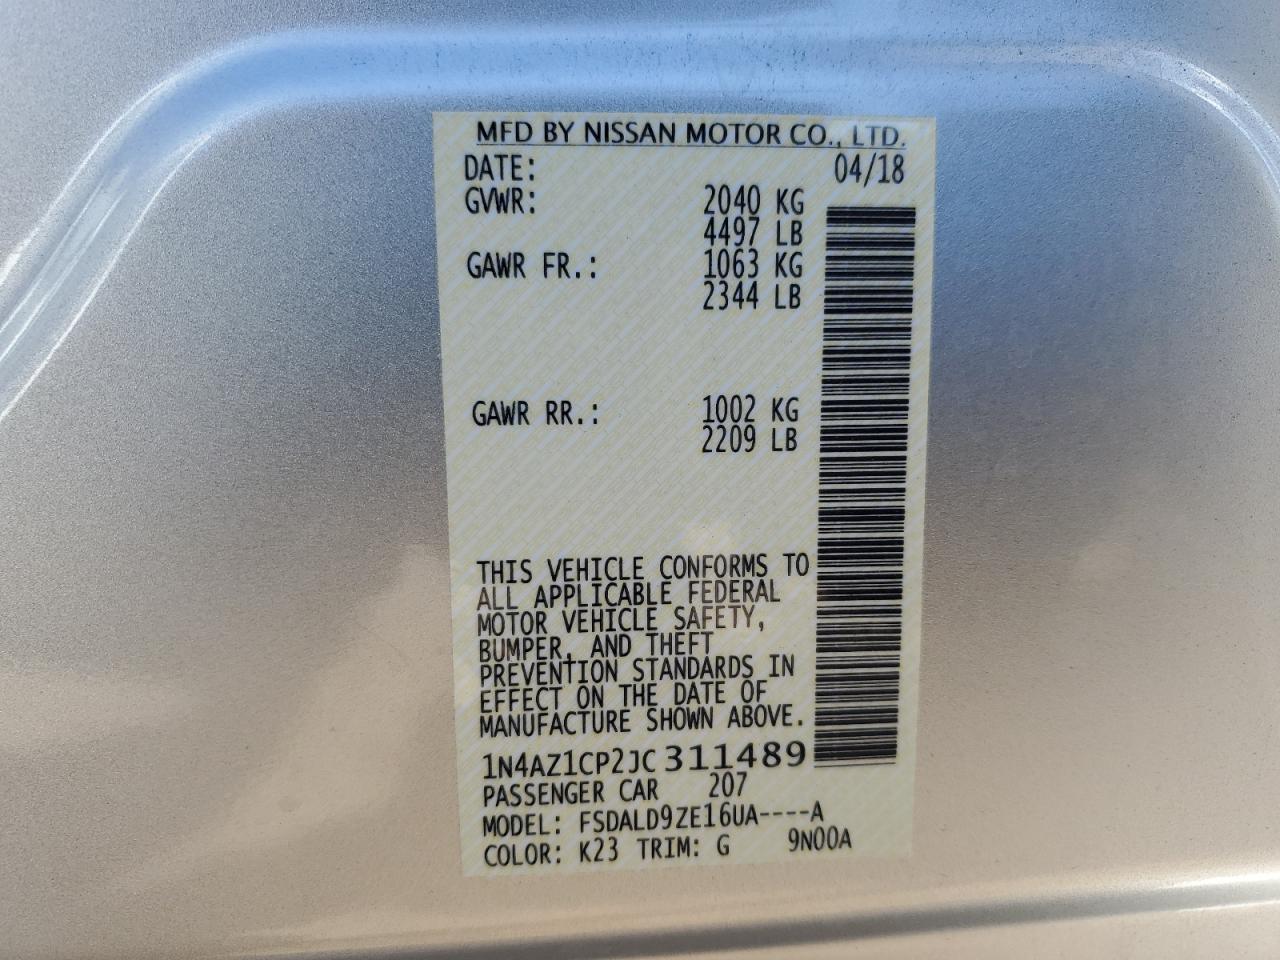 MFD BY NISSAN MOTOR CO., LTD.
DATE: 04/18
GVWR: 2040 KG
4497 LB
GAWR FR.: 1063 KG
2344 LB
GAWR RR.: 1002 KG
2209 LB
THIS VEHICLE CONFORMS TO
ALL APPLICABLE FEDERAL
MOTOR VEHICLE SAFETY,
BUMPER, AND THEFT
PREVENTION STANDARDS IN
EFFECT ON THE DATE OF
MANUFACTURE SHOWN ABOVE.
1N4AZ1CP2JC311489
PASSENGER CAR 207
MODEL: FSDALD9ZE16UA----A
COLOR: K23 TRIM: G 9N00A